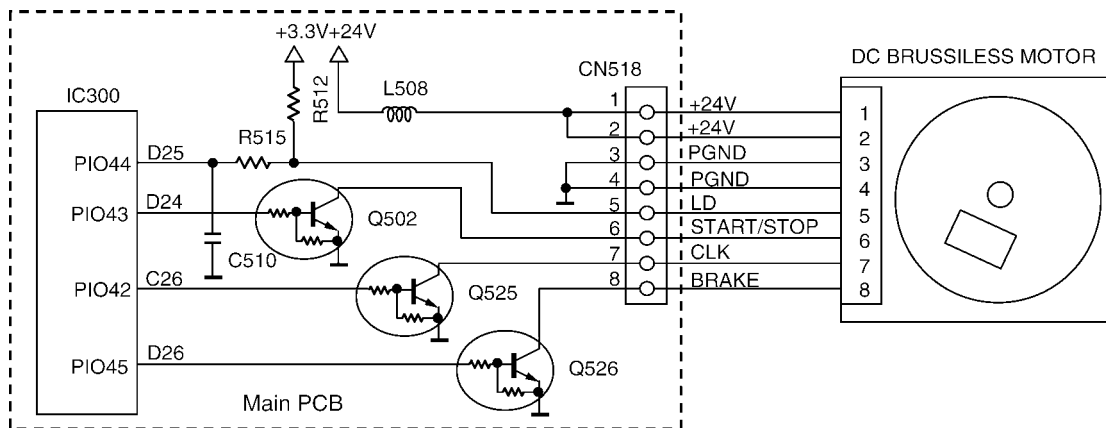 +3.3V +24V
DC BRUSSILESS MOTOR
CN518
IC300
R512
L508
1 +24V 1
R515
2 +24V 2
PIO44 D25
3 PGND 3
4 PGND 4
PIO43 D24
Q502
5 LD 5
6 START/STOP 6
C510
7 CLK 7
PIO42 C26
Q525
8 BRAKE 8
PIO45 D26
Q526
Main PCB